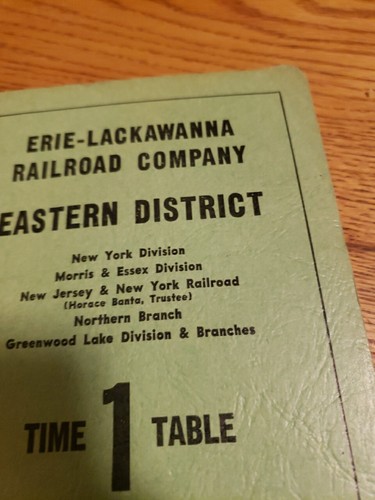 ERIE-LACKAWANNA
RAILROAD COMPANY
EASTERN DISTRICT
New York Division
Morris & Essex Division
New Jersey & New York Railroad
(Horace Banta, Trustee)
Northern Branch
Greenwood Lake Division & Branches
TIME 1 TABLE